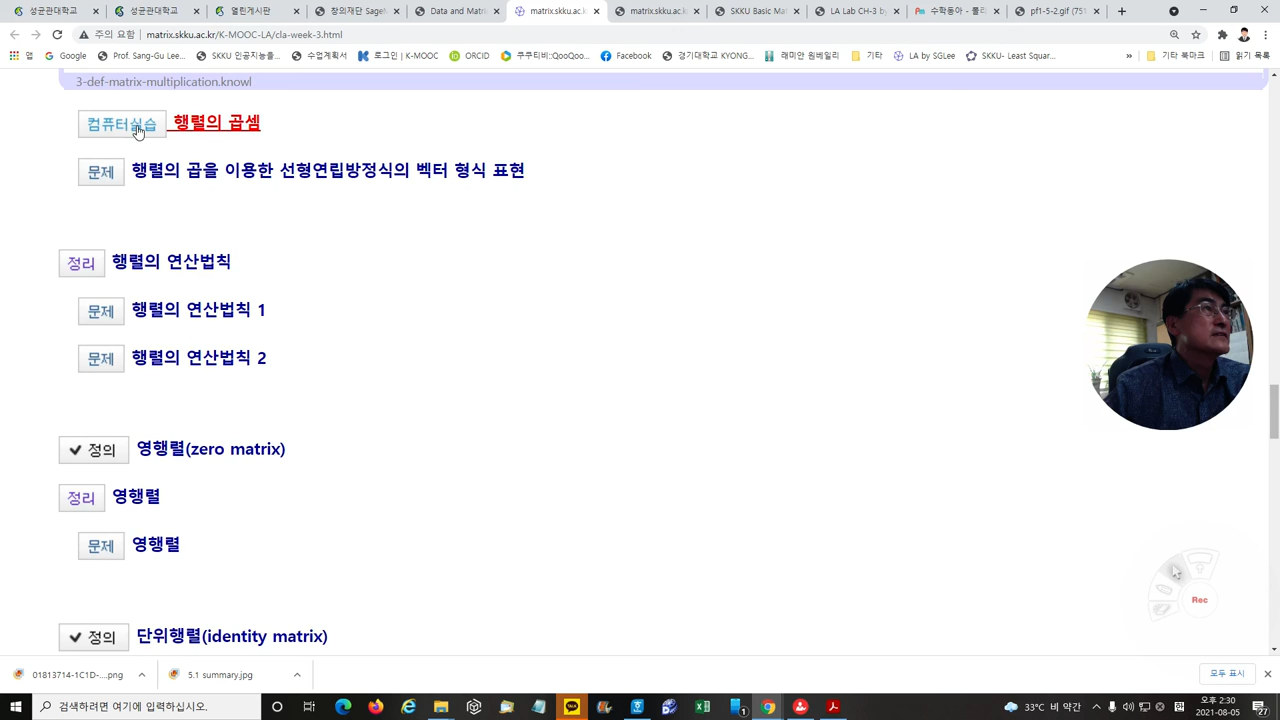 성균관대학교
성균관대학교
열린게시판
창의재단 Sagel
Data and Matri
matrix.skku.ac.k
matrix.skku.ac.k
SKKU Basic Mat
LA Lab CH-3 by
수학동아 - 폴리
pf1-5-2.gif (75%
주의 요함
matrix.skku.ac.kr/K-MOOC-LA/cla-week-3.html
앱
Google
Prof. Sang-Gu Lee...
SKKU 인공지능을...
수업계획서
로그인 | K-MOOC
ORCID
쿠쿠티비::QooQoo...
Facebook
경기대학교 KYONG...
래미안 원베일리
기타
LA by SGLee
SKKU- Least Squar...
»
기타 북마크
읽기 목록
3-def-matrix-multiplication.knowl
컴퓨터실습 행렬의 곱셈
문제 행렬의 곱을 이용한 선형연립방정식의 벡터 형식 표현
정리 행렬의 연산법칙
문제 행렬의 연산법칙 1
문제 행렬의 연산법칙 2
✔ 정의 영행렬(zero matrix)
정리 영행렬
문제 영행렬
Rec
✔ 정의 단위행렬(identity matrix)
01813714-1C1D-....png
5.1 summary.jpg
모두 표시
검색하려면 여기에 입력하십시오.
TALK
33°C 비 약간
오후 2:30
2021-08-05
27